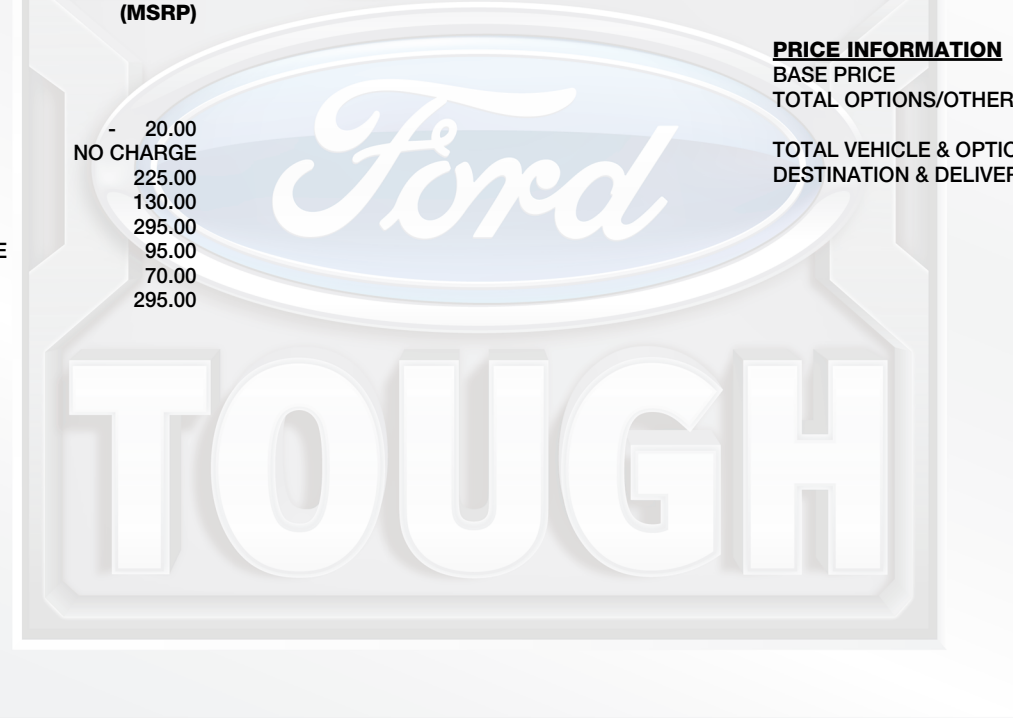 (MSRP)
- 20.00
NO CHARGE
225.00
130.00
295.00
E 95.00
70.00
295.00
PRICE INFORMATION
BASE PRICE
TOTAL OPTIONS/OTHER
TOTAL VEHICLE & OPTIO
DESTINATION & DELIVER
Ford
TOUGH